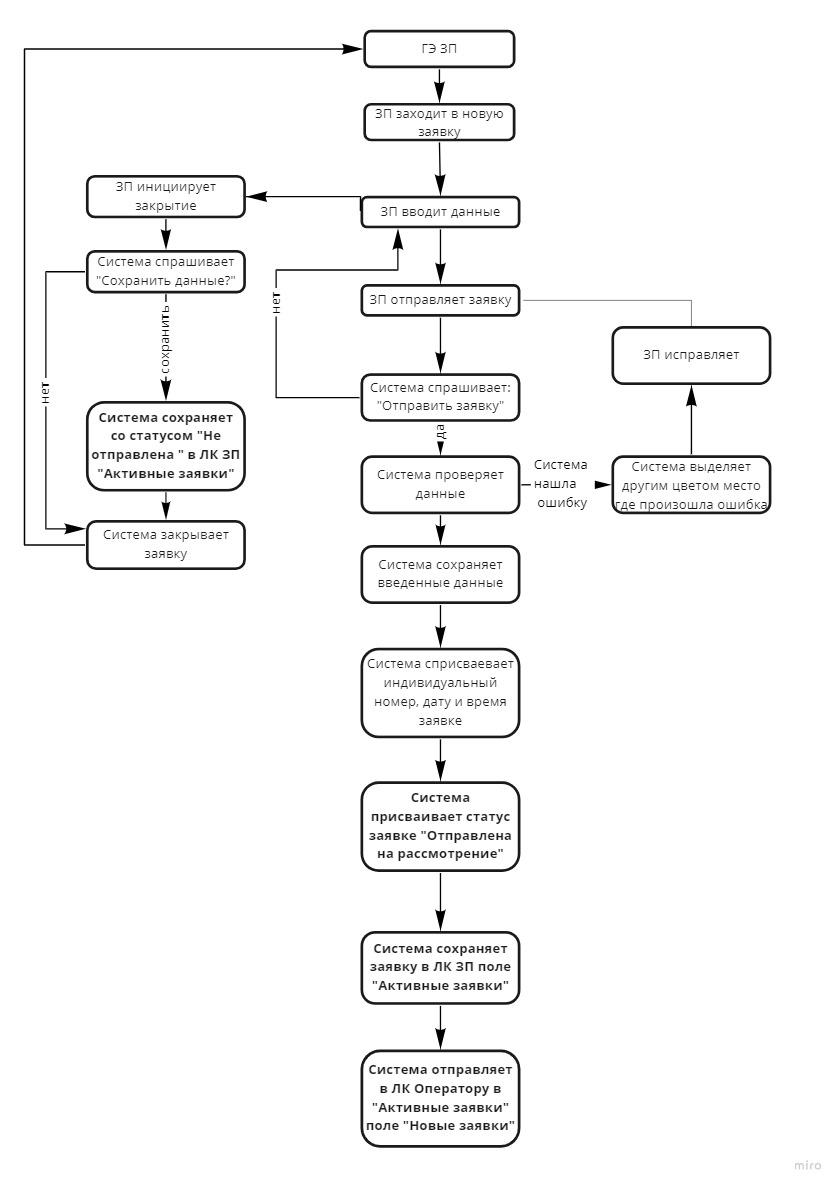 ГЭ ЗП
ЗП заходит в новую
заявку
ЗП инициирует
закрытие
ЗП вводит данные
Система спрашивает
"Сохранить данные?"
нет
ЗП отправляет заявку
сохранить
ЗП исправляет
нет
Система спрашивает:
"Отправить заявку"
Система сохраняет
со статусом "Не
отправлена " в ЛК ЗП
"Активные заявки"
да
Система проверяет
данные
Система
нашла
ошибку
Система выделяет
другим цветом место
где произошла ошибка
Система закрывает
заявку
Система сохраняет
введенные данные
Система сприсваевает
индивидуальный
номер, дату и время
заявке
Система
присваивает статус
заявке "Отправлена
на рассмотрение"
Система сохраняет
заявку в ЛК ЗП поле
"Активные заявки"
Система отправляет
в ЛК Оператору в
"Активные заявки"
поле "Новые заявки"
miro